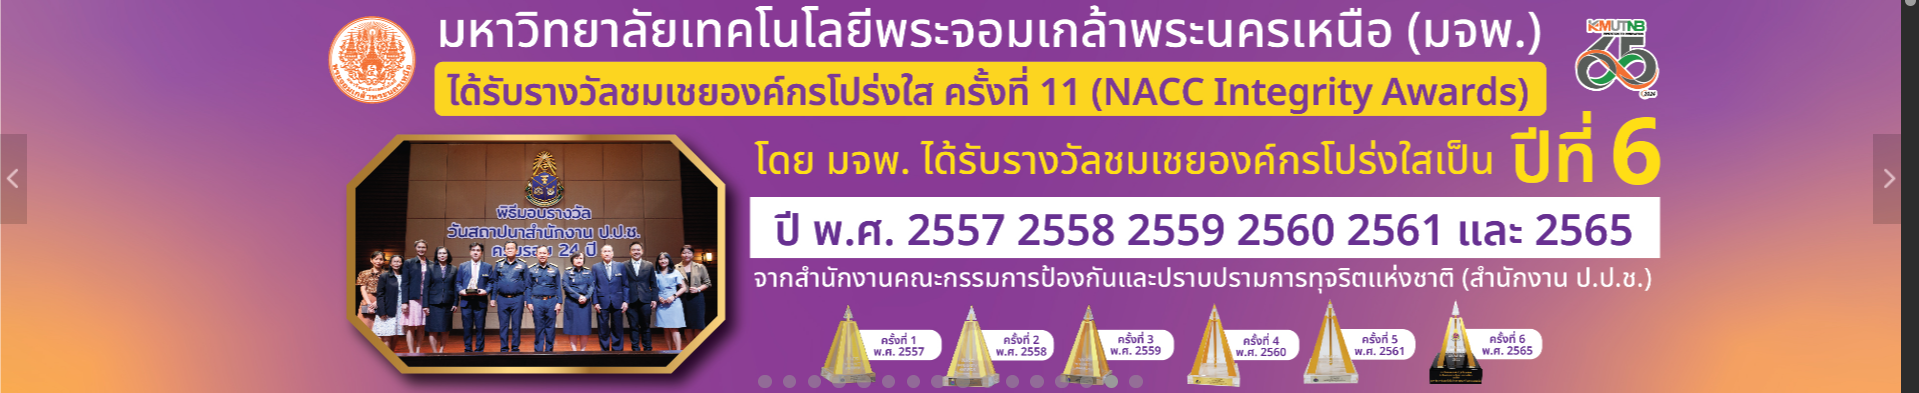 มหาวิทยาลัยเทคโนโลยีพระจอมเกล้าพระนครเหนือ (มจพ.)
KMUTNB
65
2024
ได้รับรางวัลชมเชยองค์กรโปร่งใส ครั้งที่ 11 (NACC Integrity Awards)
โดย มจพ. ได้รับรางวัลชมเชยองค์กรโปร่งใสเป็น ปีที่ 6
ปี พ.ศ. 2557 2558 2559 2560 2561 และ 2565
จากสำนักงานคณะกรรมการป้องกันและปราบปรามการทุจริตแห่งชาติ (สำนักงาน ป.ป.ช.)
พิธีมอบรางวัล
วันสถาปนาสำนักงาน ป.ป.ช.
ครบรอบ 24 ปี
ครั้งที่ 1
พ.ศ. 2557
ครั้งที่ 2
พ.ศ. 2558
ครั้งที่ 3
พ.ศ. 2559
ครั้งที่ 4
พ.ศ. 2560
ครั้งที่ 5
พ.ศ. 2561
ครั้งที่ 6
พ.ศ. 2565